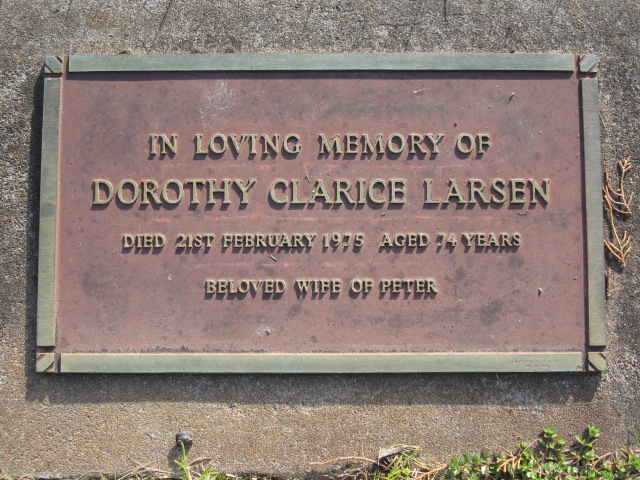 IN LOVING MEMORY OF
DOROTHY CLARICE LARSEN
DIED 21ST FEBRUARY 1975 AGED 74 YEARS
BELOVED WIFE OF PETER